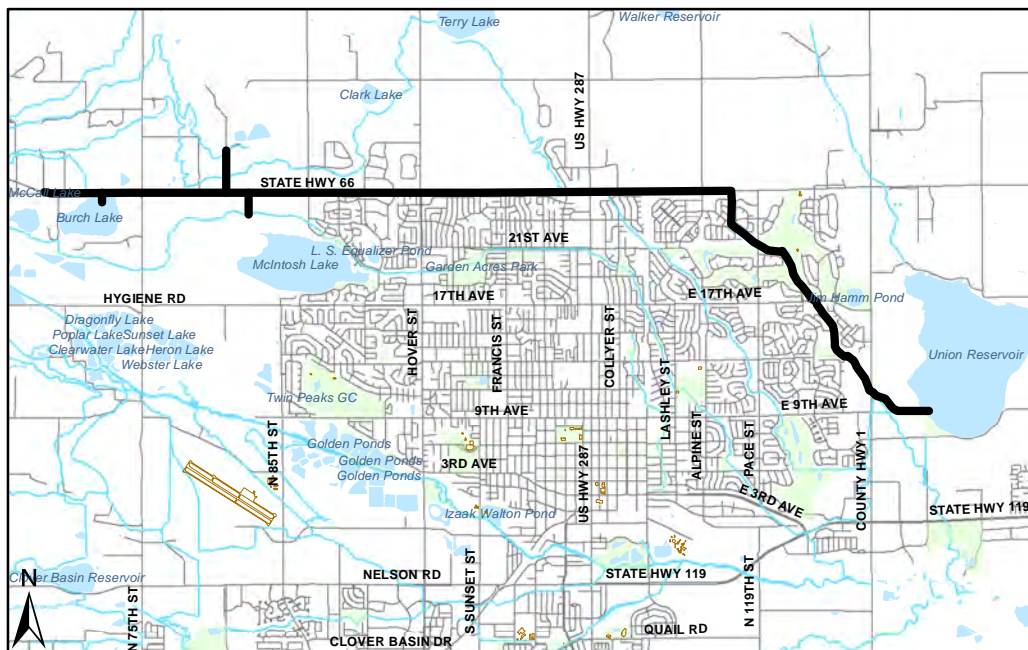 Terry Lake
Walker Reservoir
Clark Lake
US HWY 287
STATE HWY 66
McCall Lake
Burch Lake
21ST AVE
L. S. Equalizer Pond
McIntosh Lake
Garden Acres Park
17TH AVE
E 17TH AVE
Jim Hamm Pond
HYGIENE RD
Dragonfly Lake
Poplar LakeSunset Lake
Clearwater LakeHeron Lake
Webster Lake
HOVER ST
FRANCIS ST
COLLYER ST
Union Reservoir
LASHLEY ST
Twin Peaks GC
9TH AVE
E 9TH AVE
ALPINE ST
PACE ST
N 85TH ST
Golden Ponds
Golden Ponds
Golden Ponds
3RD AVE
US HWY 287
E 3RD AVE
COUNTY HWY 1
STATE HWY 119
Izaak Walton Pond
Clover Basin Reservoir
N
NELSON RD
STATE HWY 119
N 75TH ST
S SUNSET ST
N 119TH ST
CLOVER BASIN DR
QUAIL RD